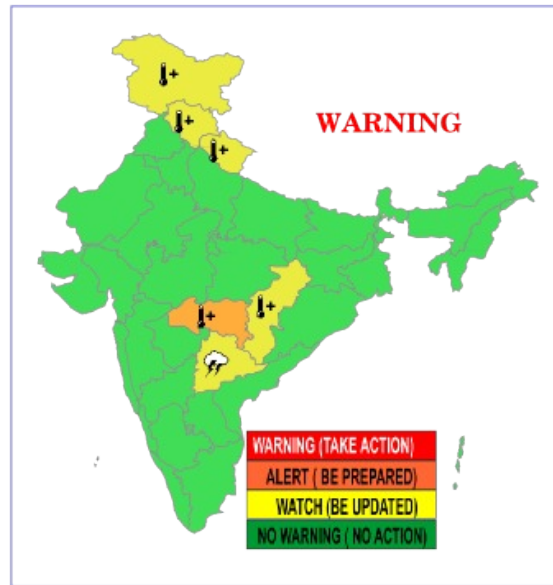 WARNING
WARNING (TAKE ACTION)
ALERT ( BE PREPARED)
WATCH (BE UPDATED)
NO WARNING ( NO ACTION)